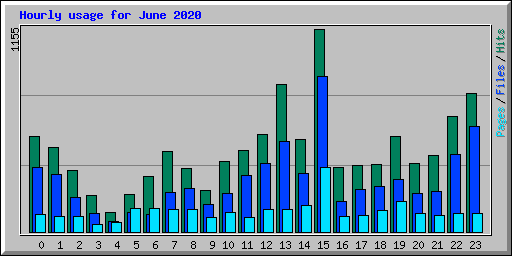 Hourly usage for June 2020
1155
Pages / Files / Hits
0 1 2 3 4 5 6 7 8 9 10 11 12 13 14 15 16 17 18 19 20 21 22 23